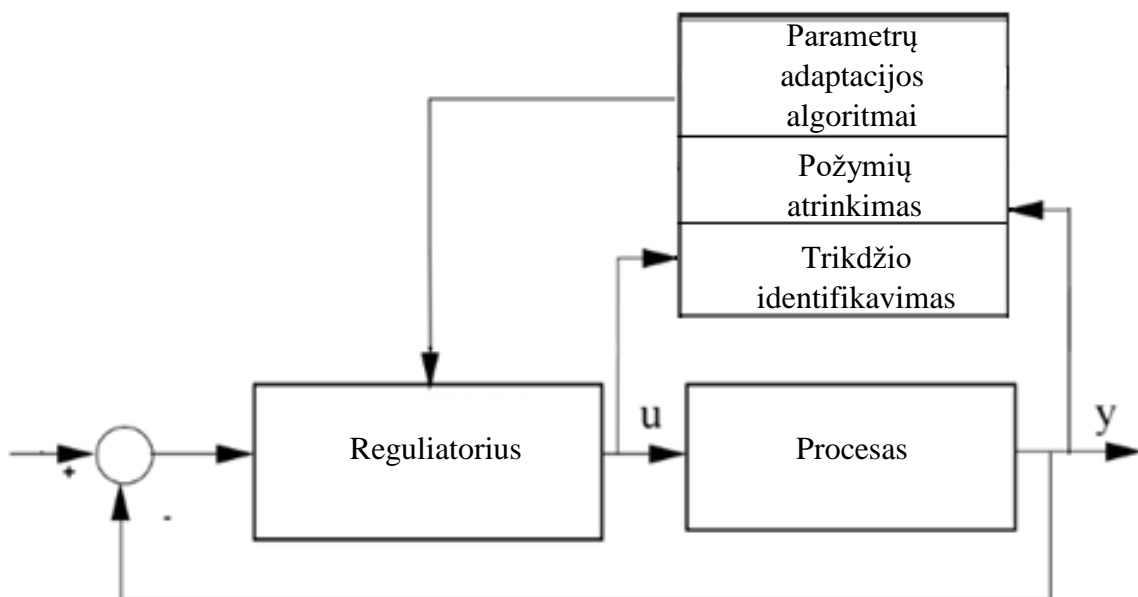 Parametrų
adaptacijos
algoritmai
Požymių
atrinkimas
Trikdžio
identifikavimas
Reguliatorius
u
Procesas
y
+
-